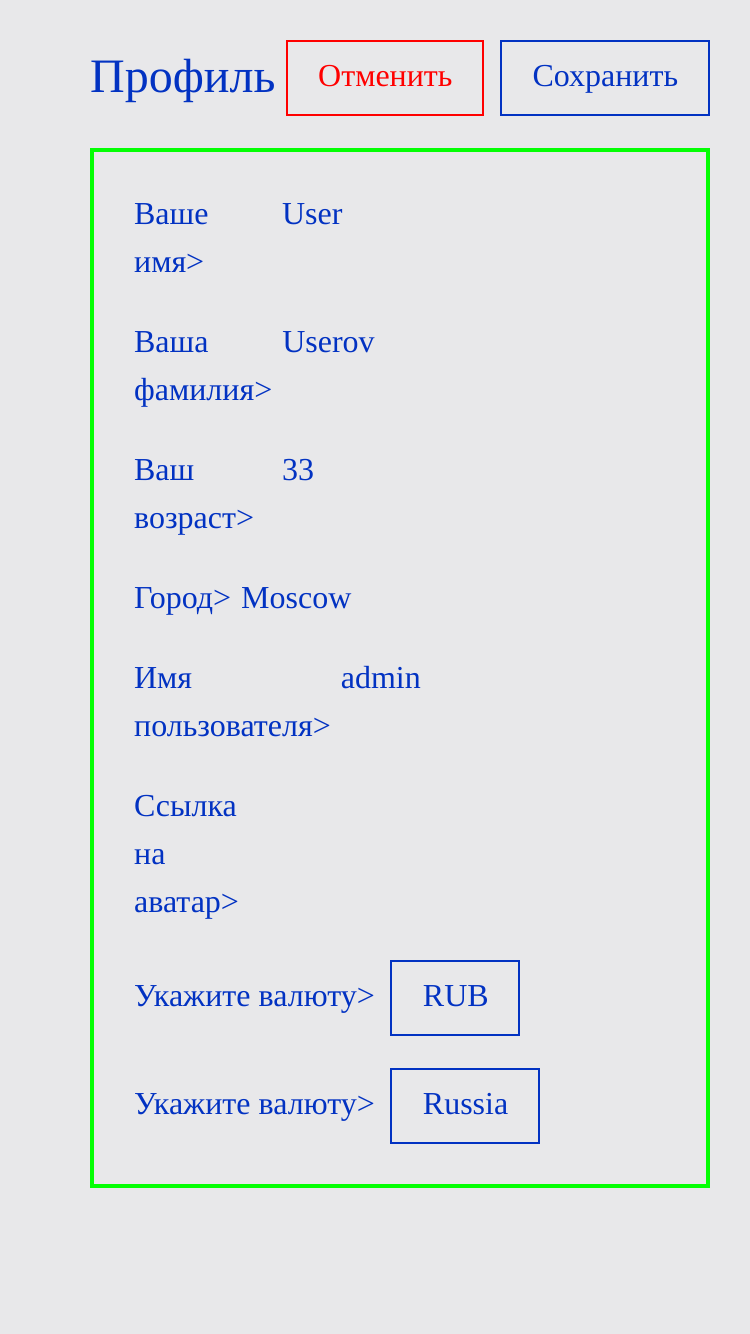 Профиль Отменить Сохранить
Ваше User
имя>
Ваша Userov
фамилия>
Ваш 33
возраст>
Город> Moscow
Имя admin
пользователя>
Ссылка
на
аватар>
Укажите валюту> RUB
Укажите валюту> Russia